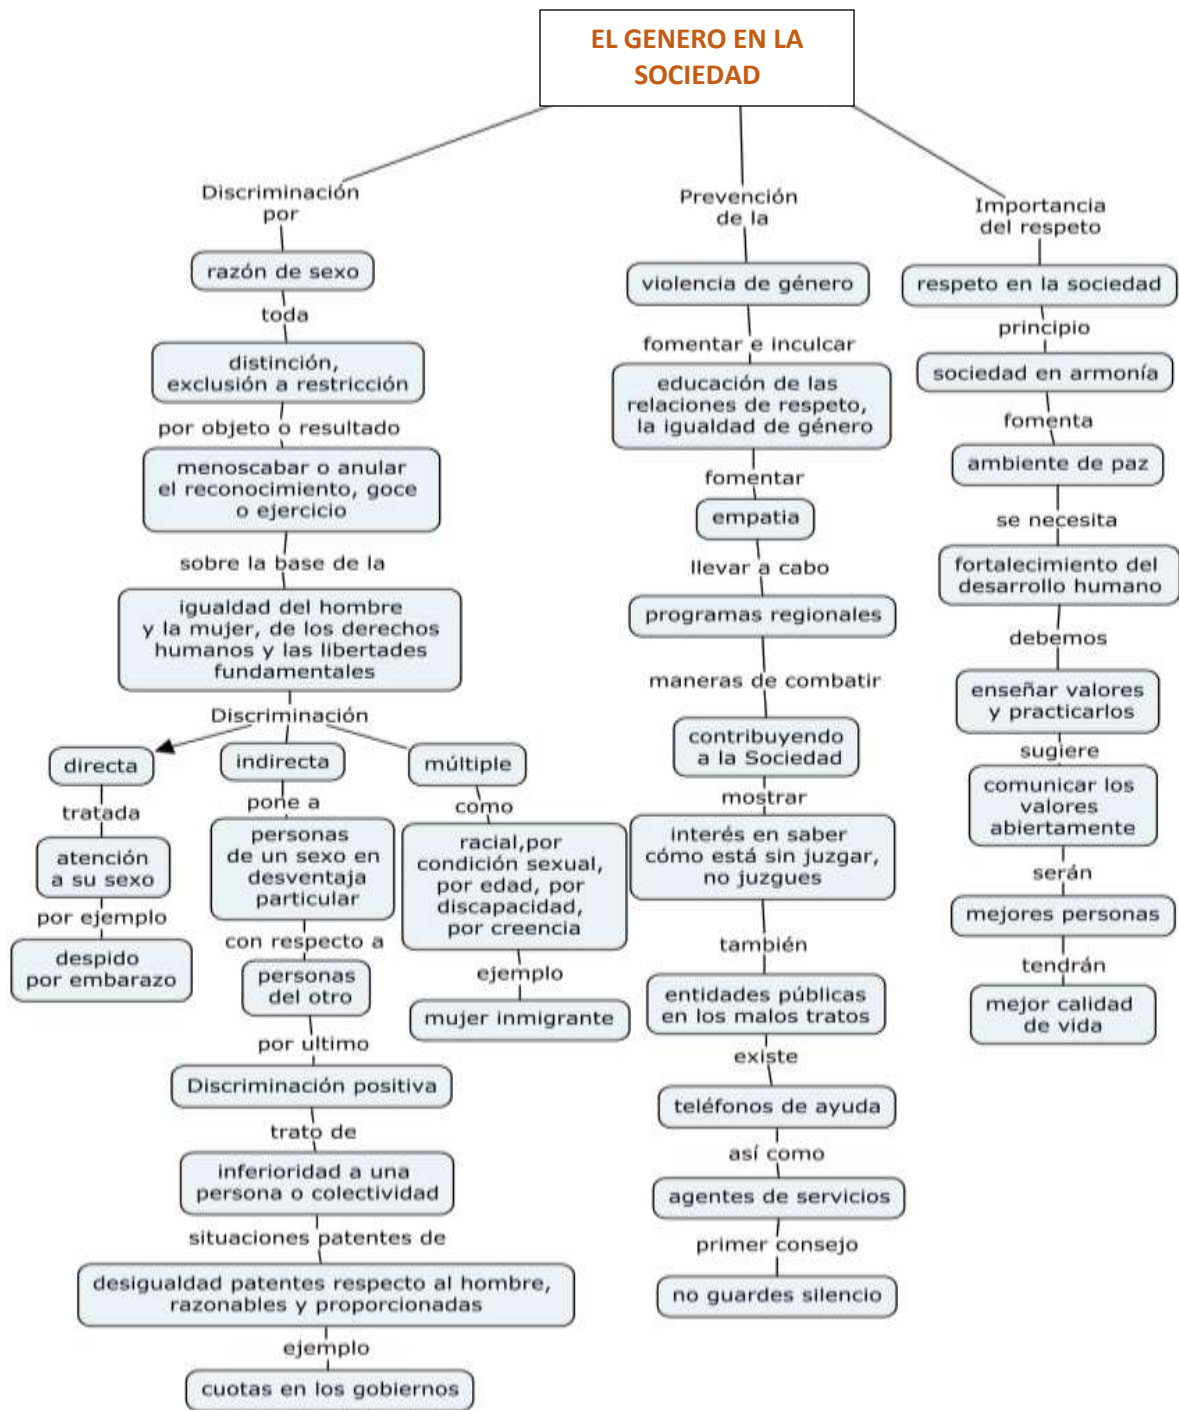 EL GENERO EN LA
SOCIEDAD
Discriminación
por
razón de sexo
toda
distinción,
exclusión a restricción
por objeto o resultado
menoscabar o anular
el reconocimiento, goce
o ejercicio
sobre la base de la
igualdad del hombre
y la mujer, de los derechos
humanos y las libertades
fundamentales
Discriminación
directa
tratada
atención
a su sexo
por ejemplo
despido
por embarazo
indirecta
pone a
personas
de un sexo en
desventaja
particular
con respecto a
personas
del otro
por ultimo
Discriminación positiva
trato de
inferioridad a una
persona o colectividad
situaciones patentes de
desigualdad patentes respecto al hombre,
razonables y proporcionadas
ejemplo
cuotas en los gobiernos
múltiple
como
racial,por
condición sexual,
por edad, por
discapacidad,
por creencia
ejemplo
mujer inmigrante
Prevención
de la
violencia de género
fomentar e inculcar
educación de las
relaciones de respeto,
la igualdad de género
fomentar
empatia
llevar a cabo
programas regionales
maneras de combatir
contribuyendo
a la Sociedad
mostrar
interés en saber
cómo está sin juzgar,
no juzgues
también
entidades públicas
en los malos tratos
existe
teléfonos de ayuda
así como
agentes de servicios
primer consejo
no guardes silencio
Importancia
del respeto
respeto en la sociedad
principio
sociedad en armonía
fomenta
ambiente de paz
se necesita
fortalecimiento del
desarrollo humano
debemos
enseñar valores
y practicarlos
sugiere
comunicar los
valores
abiertamente
serán
mejores personas
tendrán
mejor calidad
de vida